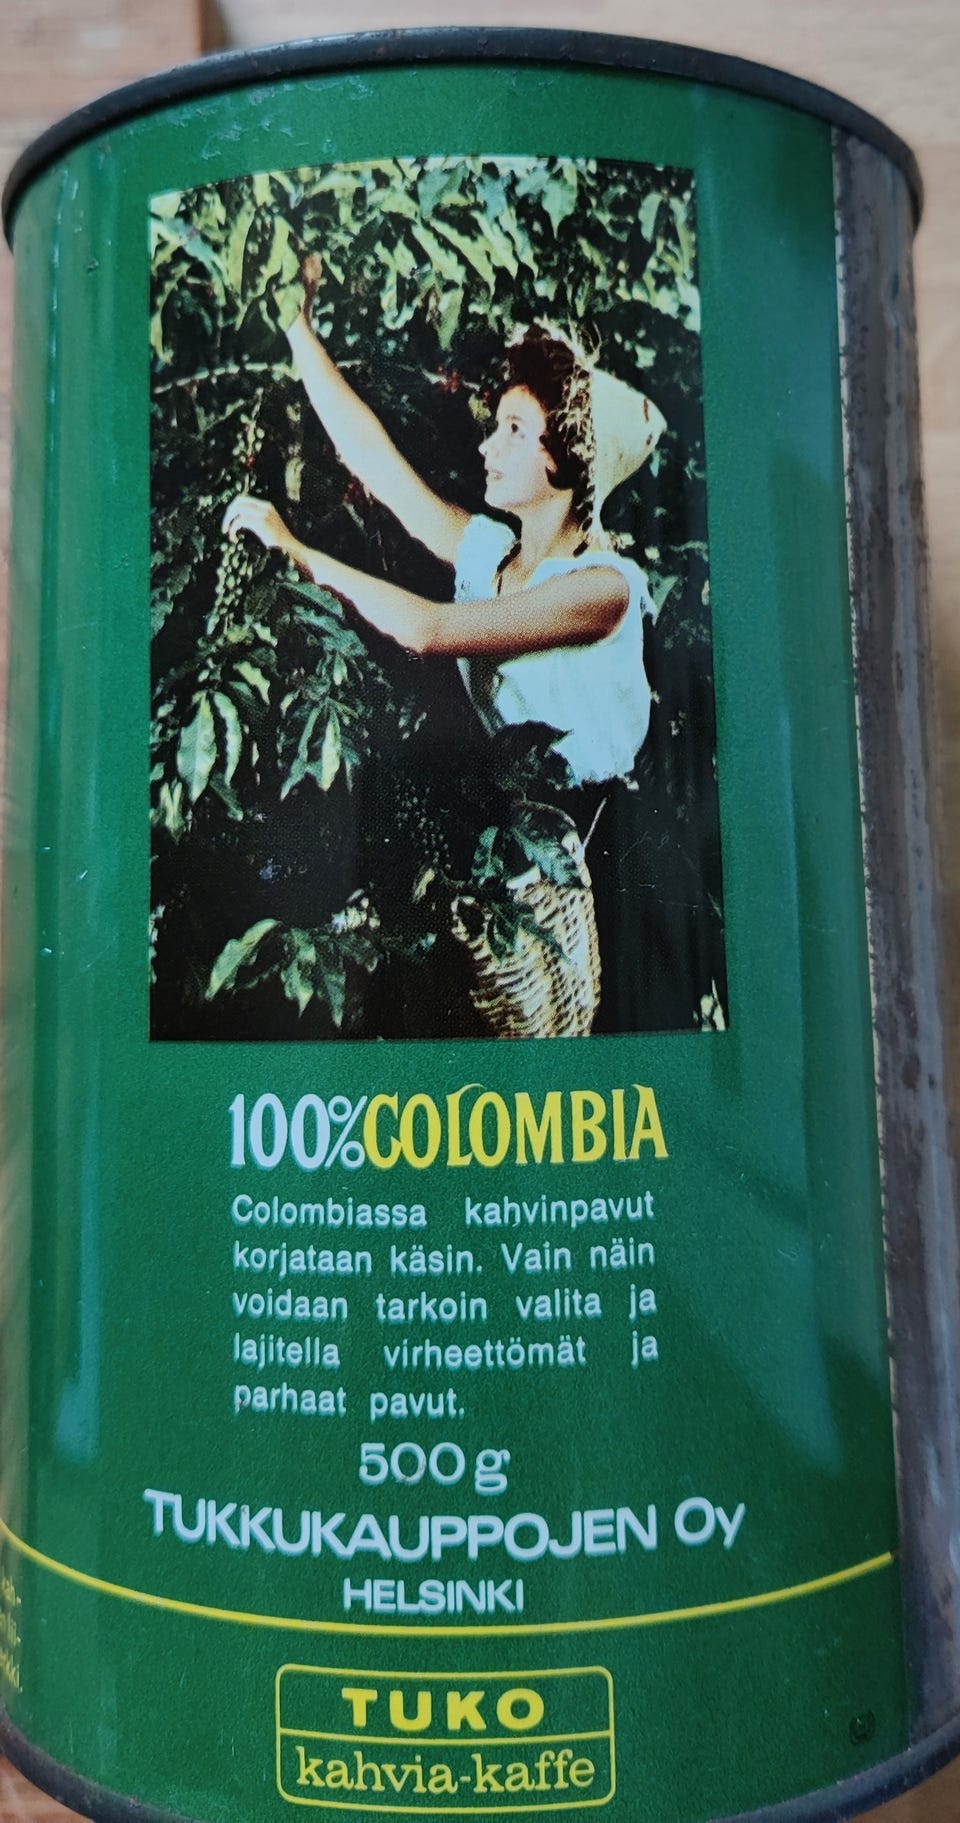 100% COLOMBIA
Colombiassa kahvinpavut
korjataan käsin. Vain näin
voidaan tarkoin valita ja
lajitella virheettömät ja
parhaat pavut.
500 g
TUKKUKAUPPOJEN Oy
HELSINKI
TUKO
kahvia-kaffe